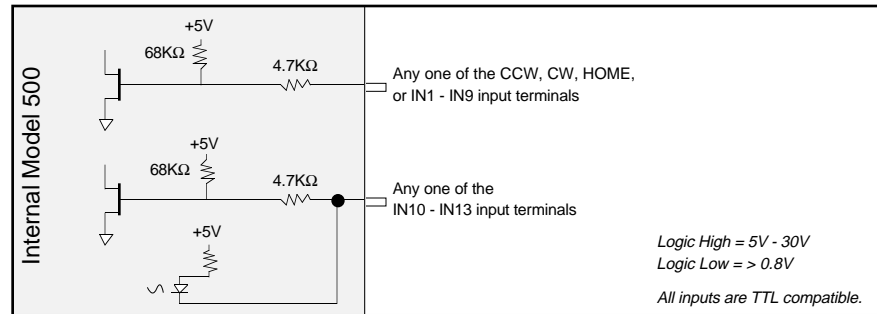 Internal Model 500
+5V
68KΩ
4.7KΩ
Any one of the CCW, CW, HOME,
or IN1 - IN9 input terminals
+5V
68KΩ
4.7KΩ
Any one of the
IN10 - IN13 input terminals
+5V
Logic High = 5V - 30V
Logic Low = > 0.8V
All inputs are TTL compatible.